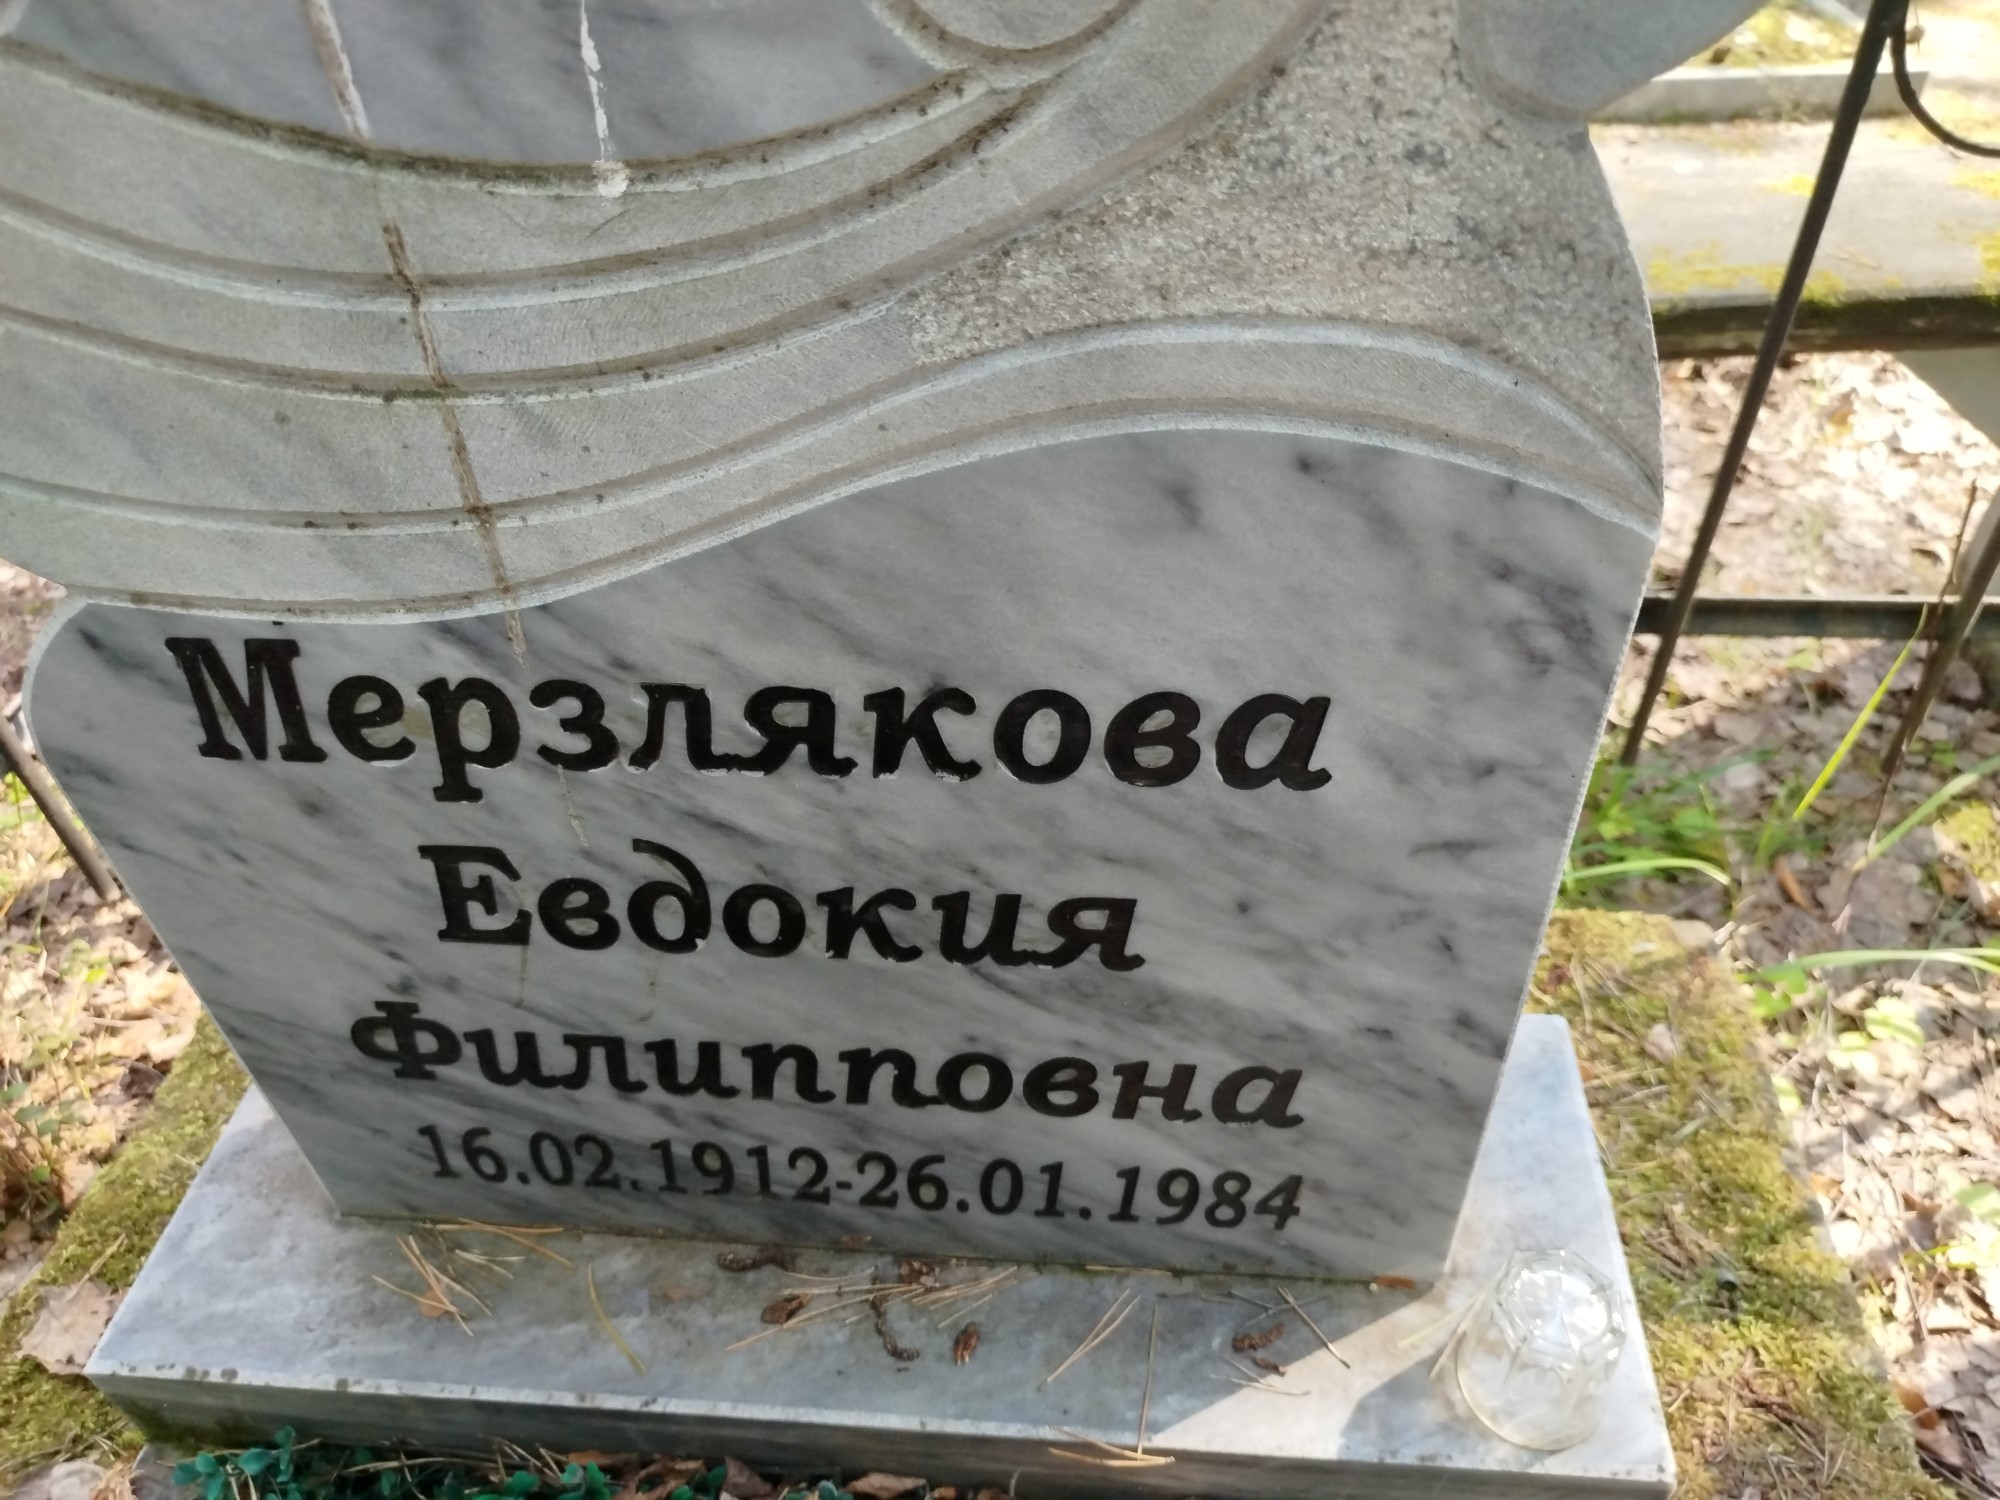 Мерзлякова
Евдокия
Филипповна
16.02.1912-26.01.1984